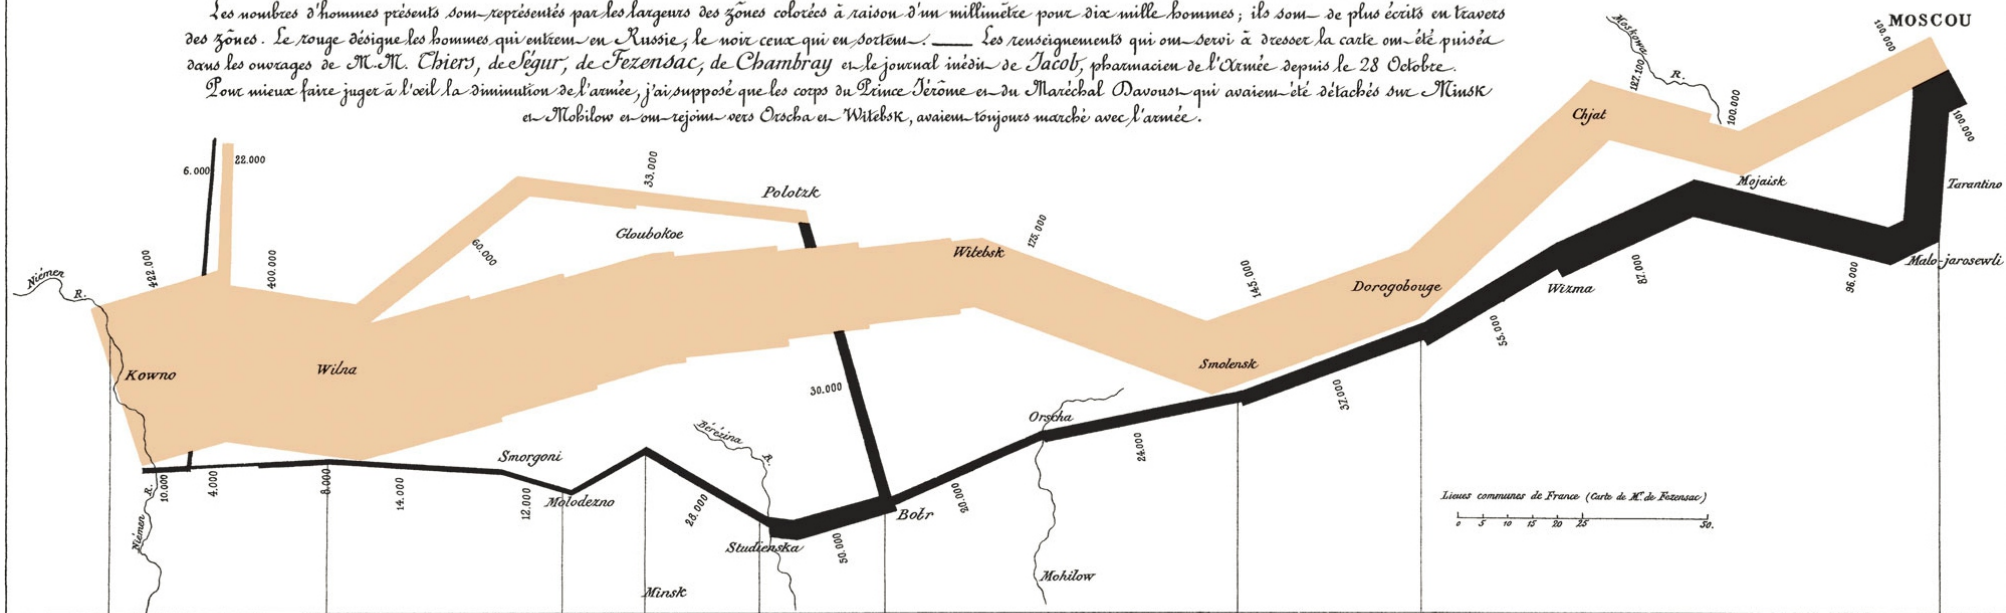 Les nombres d'hommes présents sont représentés par les largeurs des zônes colorées à raison d'un millimètre pour dix mille hommes; ils sont de plus écrits en travers
des zônes. Le rouge désigne les hommes qui entrent en Russie, le noir ceux qui en sortent. — Les renseignements qui ont servi à dresser la carte ont été puisés
dans les ouvrages de M.M. Thiers, de Ségur, de Fezensac, de Chambray et le journal inédit de Jacob, pharmacien de l'Armée depuis le 28 Octobre.
Pour mieux faire juger à l'œil la diminution de l'armée, j'ai supposé que les corps du Prince Jérôme et du Maréchal Davoust qui avaient été détachés sur Minsk
et Mohilow et ont rejoint vers Orscha et Witebsk, avaient toujours marché avec l'armée.
MOSCOU
100.000
Moskowa
R.
127.100
100.000
Chjat
100.000
Mojaisk
Tarantino
Malo-jarosewli
6.000
22.000
33.000
Polotzk
Gloubokoe
60.000
175.000
Witebsk
422.000
400.000
Niémen
R.
145.000
Dorogobouge
Wizma
87.000
96.000
55.000
Kowno
Wilna
Smolensk
30.000
37.000
Orscha
24.000
Bérézina
R.
Smorgoni
Molodezno
10.000
4.000
8.000
14.000
12.000
28.000
R.
Niémen
Studienska
50.000
Bobr
20.000
Minsk
Mohilow
Lieues communes de France (Carte de M. de Fezensac)
0 5 10 15 20 25 50.